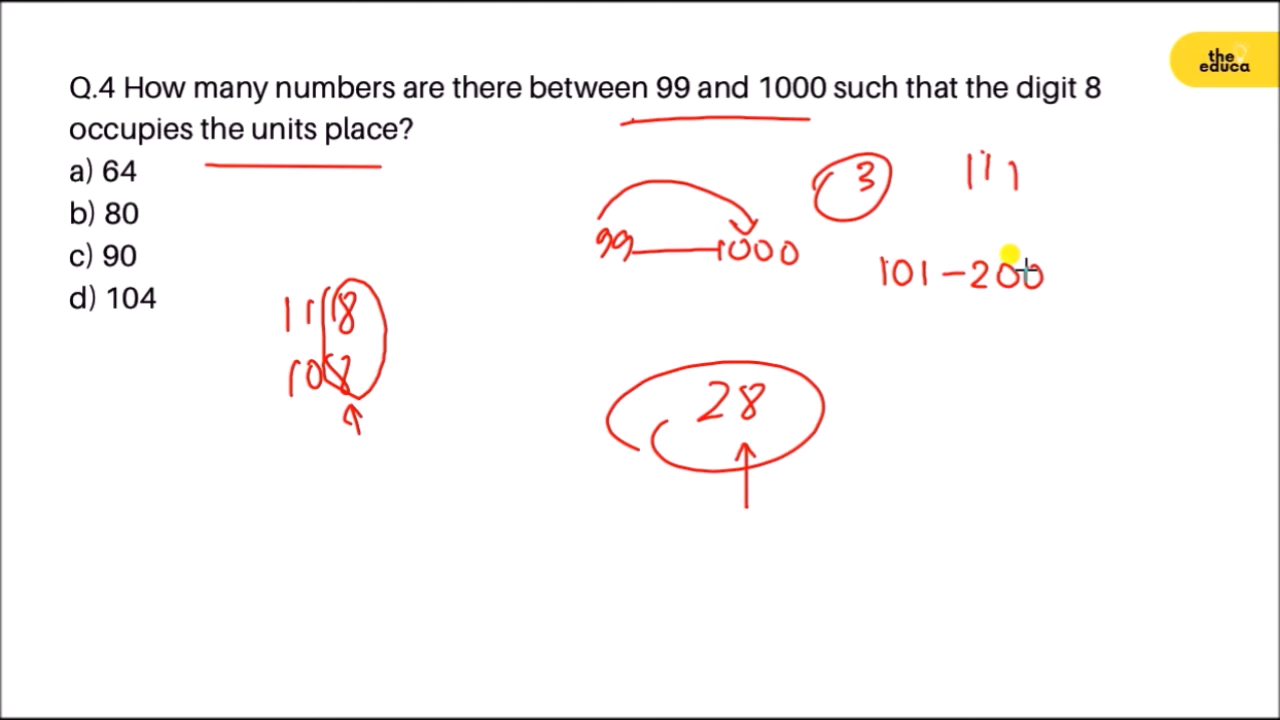 the
educa
Q.4 How many numbers are there between 99 and 1000 such that the digit 8
occupies the units place?
a) 64
b) 80
c) 90
d) 104
3
111
99 1000
101-200
118
108
28